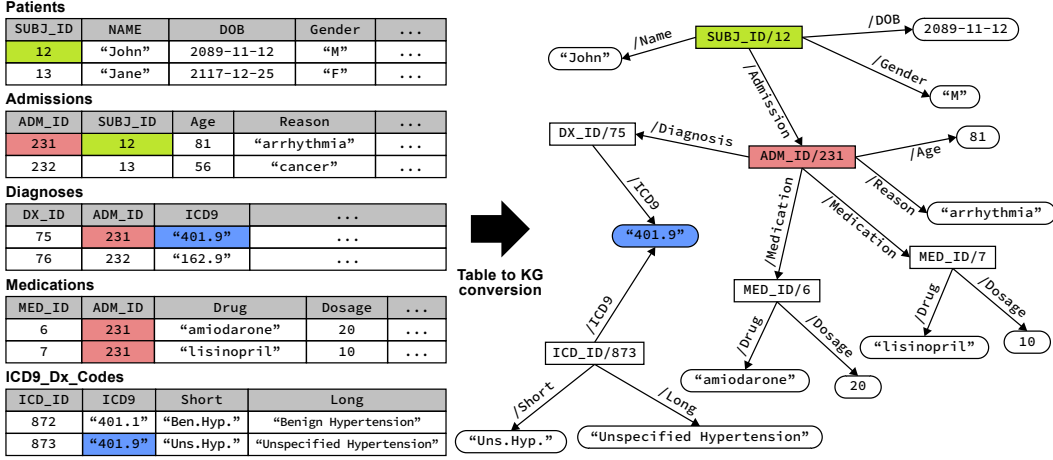 Patients
SUBJ_ID NAME DOB Gender ...
12 “John” 2089-11-12 “M” ...
13 “Jane” 2117-12-25 “F” ...
Admissions
ADM_ID SUBJ_ID Age Reason ...
231 12 81 “arrhythmia” ...
232 13 56 “cancer” ...
Diagnoses
DX_ID ADM_ID ICD9 ...
75 231 “401.9” ...
76 232 “162.9” ...
Medications
MED_ID ADM_ID Drug Dosage ...
6 231 “amiodarone” 20 ...
7 231 “lisinopril” 10 ...
ICD9_Dx_Codes
ICD_ID ICD9 Short Long
872 “401.1” “Ben.Hyp.” “Benign Hypertension”
873 “401.9” “Uns.Hyp.” “Unspecified Hypertension”
Table to KG
conversion
SUBJ_ID/12
/Name
“John”
/DOB
2089-11-12
/Gender
“M”
/Admission
ADM_ID/231
/Diagnosis
DX_ID/75
/Age
81
/Reason
“arrhythmia”
/ICD9
“401.9”
/Medication
/Medication
MED_ID/7
MED_ID/6
/Drug
“lisinopril”
/Dosage
10
/Drug
“amiodarone”
/Dosage
20
/ICD9
ICD_ID/873
/Short
“Uns.Hyp.”
/Long
“Unspecified Hypertension”